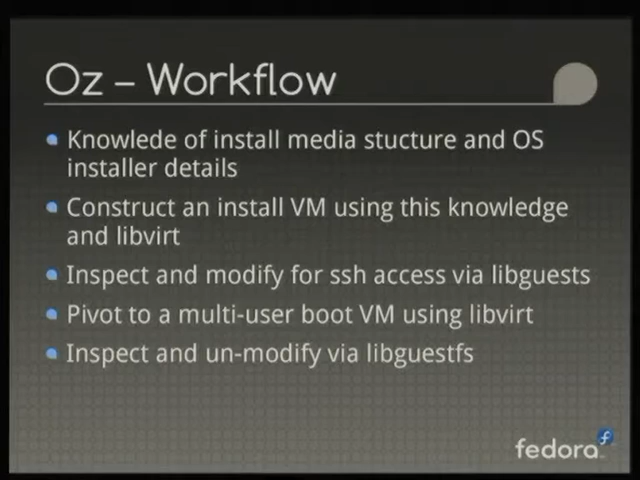 Oz – Workflow
Knowlede of install media stucture and OS
installer details
Construct an install VM using this knowledge
and libvirt
Inspect and modify for ssh access via libguests
Pivot to a multi-user boot VM using libvirt
Inspect and un-modify via libguestfs
fedora